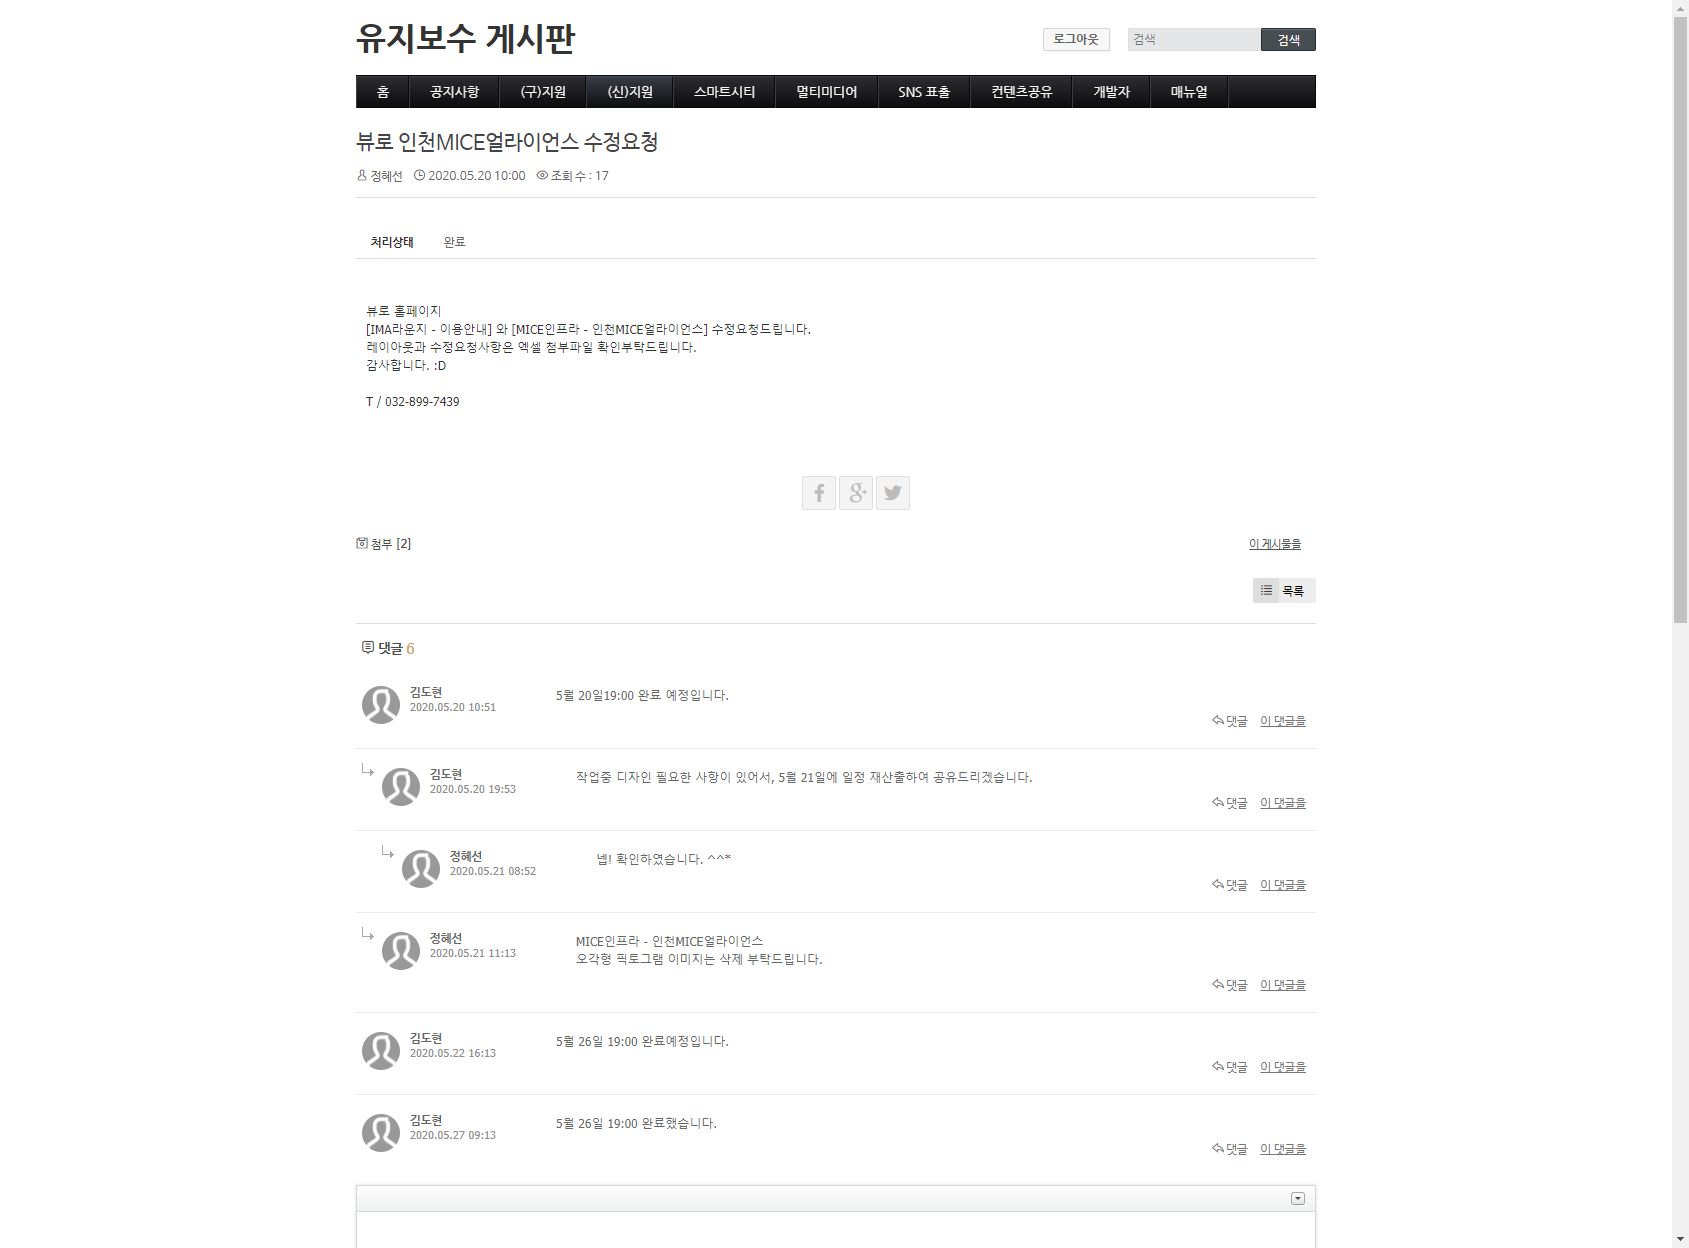 유지보수 게시판
로그아웃
검색
검색
홈 공지사항 (구)지원 (신)지원 스마트시티 멀티미디어 SNS 표출 컨텐츠공유 개발자 매뉴얼
뷰로 인천MICE얼라이언스 수정요청
정혜선 2020.05.20 10:00 조회 수 : 17
처리상태 완료
뷰로 홈페이지
[IMA라운지 - 이용안내] 와 [MICE인프라 - 인천MICE얼라이언스] 수정요청드립니다.
레이아웃과 수정요청사항은 엑셀 첨부파일 확인부탁드립니다.
감사합니다. :D
T / 032-899-7439
첨부 [2]
이 게시물을
목록
댓글 6
김도현
2020.05.20 10:51
5월 20일19:00 완료 예정입니다.
댓글 이 댓글을
김도현
2020.05.20 19:53
작업중 디자인 필요한 사항이 있어서, 5월 21일에 일정 재산출하여 공유드리겠습니다.
댓글 이 댓글을
정혜선
2020.05.21 08:52
넵! 확인하였습니다. ^^*
댓글 이 댓글을
정혜선
2020.05.21 11:13
MICE인프라 - 인천MICE얼라이언스
오각형 픽토그램 이미지는 삭제 부탁드립니다.
댓글 이 댓글을
김도현
2020.05.22 16:13
5월 26일 19:00 완료예정입니다.
댓글 이 댓글을
김도현
2020.05.27 09:13
5월 26일 19:00 완료했습니다.
댓글 이 댓글을